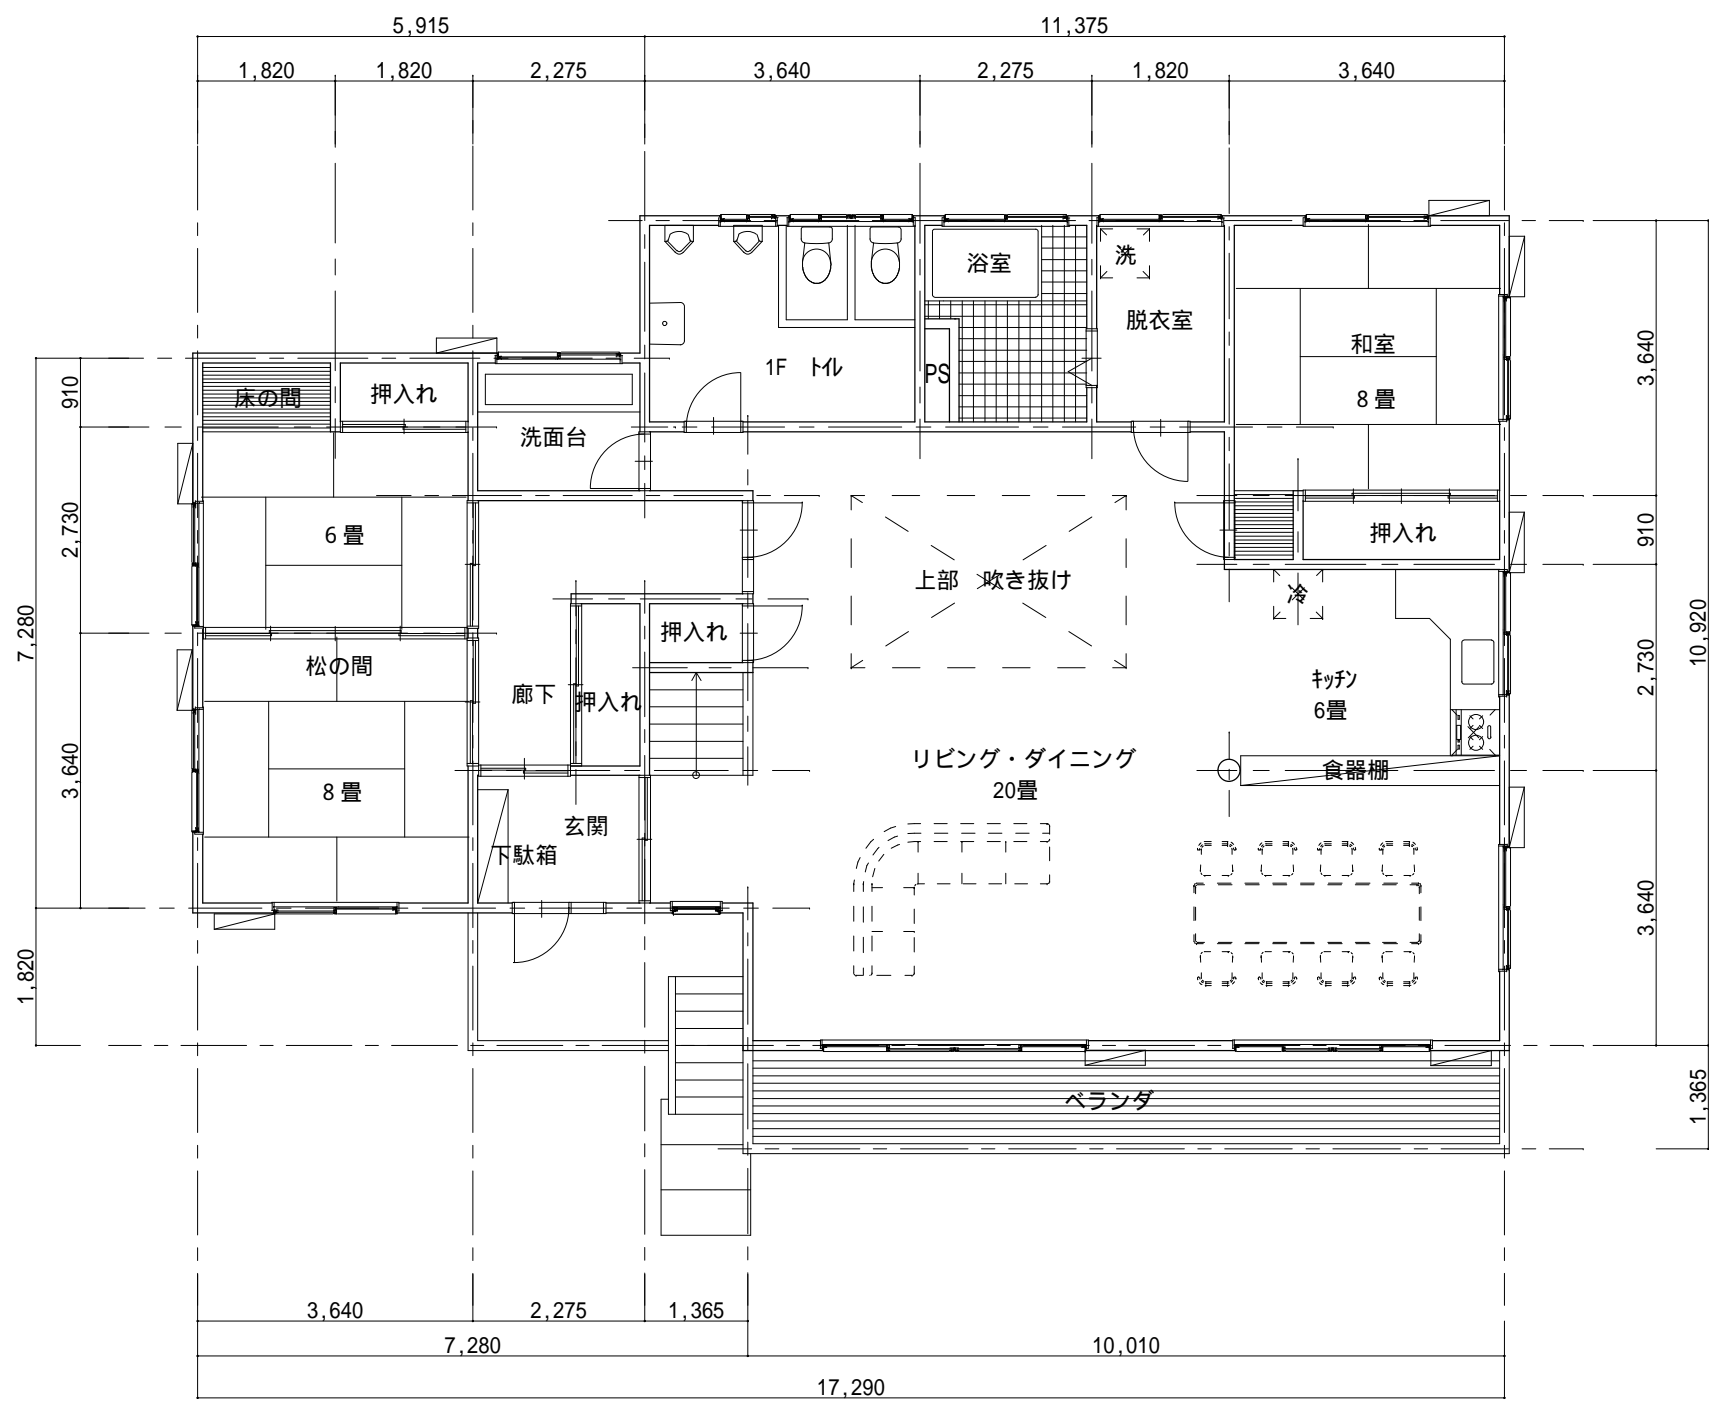 5,915
11,375
1,820
1,820
2,275
3,640
2,275
1,820
3,640
浴室
洗
脱衣室
和室
8畳
1F ﾄｲﾚ
PS
床の間
押入れ
洗面台
910
2,730
7,280
3,640
1,820
3,640
910
2,730
10,920
3,640
1,365
6畳
押入れ
上部 吹き抜け
冷
押入れ
松の間
廊下
押入れ
ｷｯﾁﾝ
6畳
リビング・ダイニング
20畳
食器棚
8畳
玄関
下駄箱
ベランダ
3,640
2,275
1,365
7,280
10,010
17,290